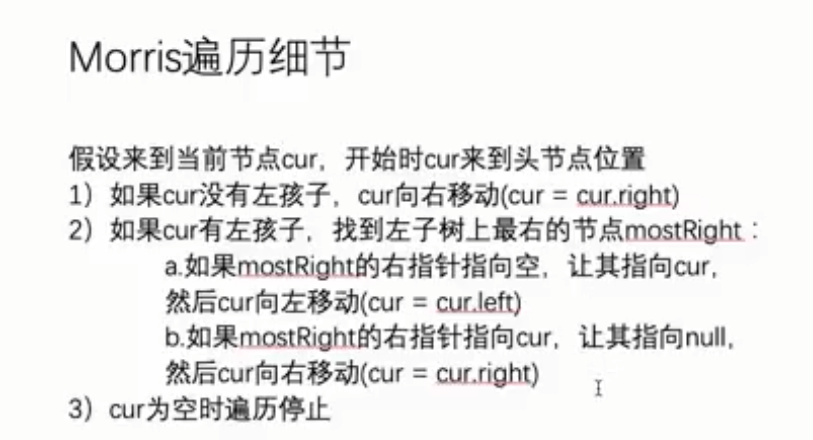 Morris遍历细节
假设来到当前节点cur，开始时cur来到头节点位置
1）如果cur没有左孩子，cur向右移动(cur = cur.right)
2）如果cur有左孩子，找到左子树上最右的节点mostRight：
a.如果mostRight的右指针指向空，让其指向cur，
然后cur向左移动(cur = cur.left)
b.如果mostRight的右指针指向cur，让其指向null，
然后cur向右移动(cur = cur.right)
3）cur为空时遍历停止